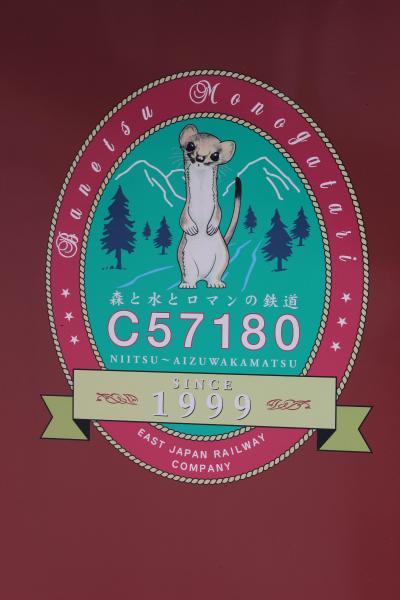 Banetsu Monogatari
森と水とロマンの鉄道
C57180
NIITSU～AIZUWAKAMATSU
SINCE
1999
EAST JAPAN RAILWAY
COMPANY